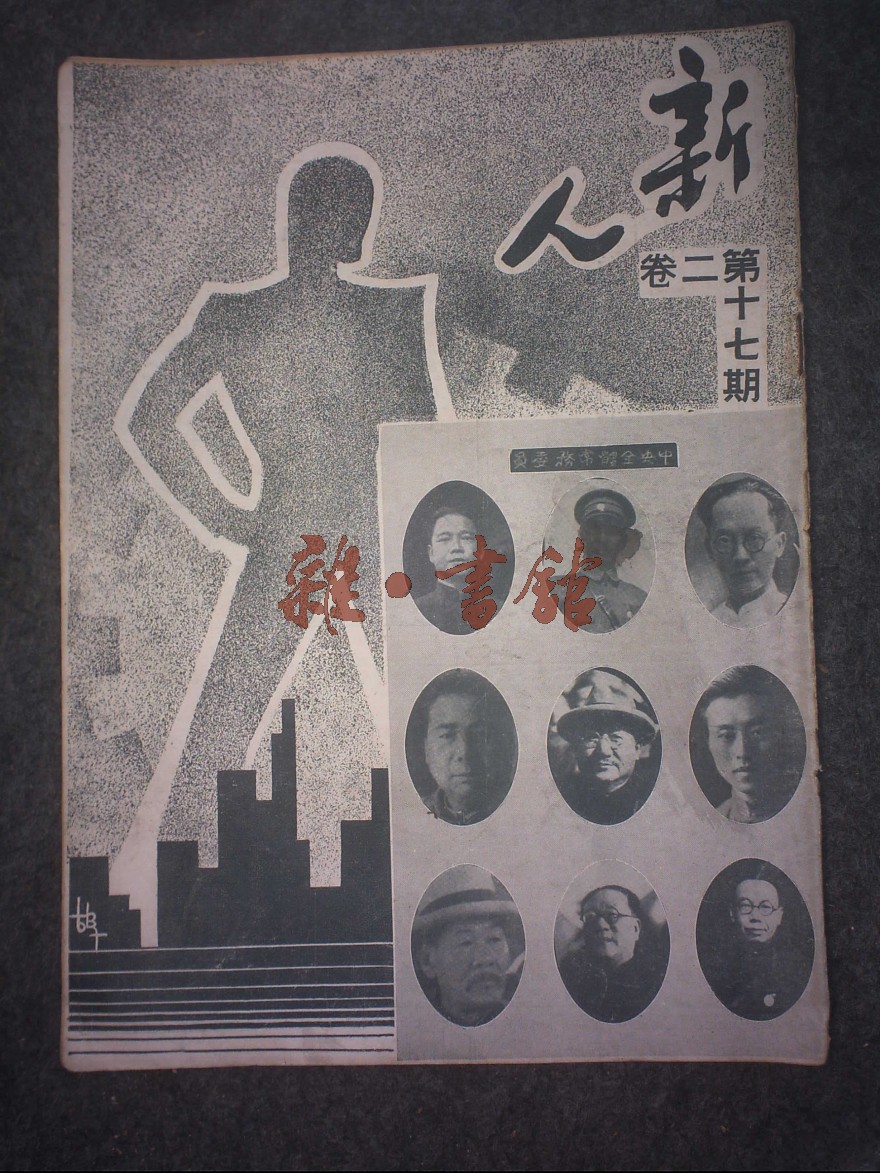 新人
第二卷
第十七期
中央全體常務委員
雜·書館